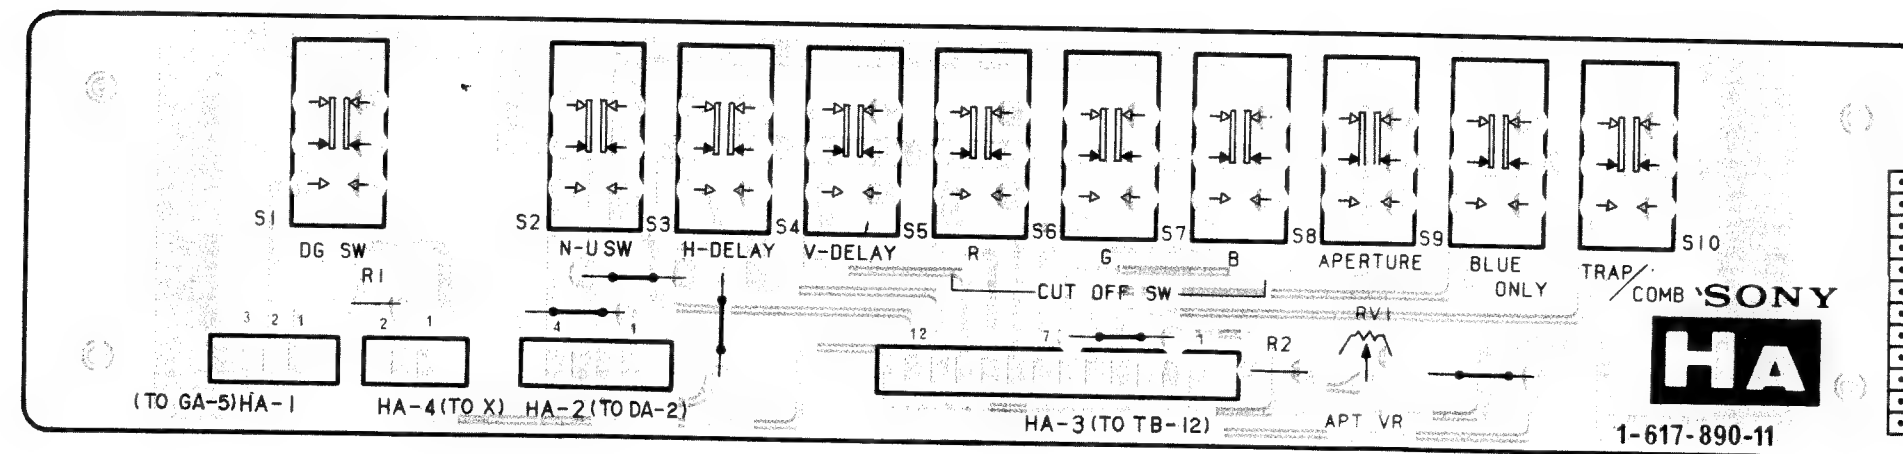 S1
S2
S3
S4
S5
S6
S7
S8
S9
S10
DG SW
N-U SW
H-DELAY
V-DELAY
R
G
B
APERTURE
BLUE
ONLY
TRAP/
COMB
CUT OFF SW
SONY
HA
1-617-890-11
R1
3 2 1
2 1
4 1
12 7 1
R2
RV1
(TO GA-5)HA-1
HA-4(TO X)
HA-2(TO DA-2)
HA-3(TO TB-12)
APT VR